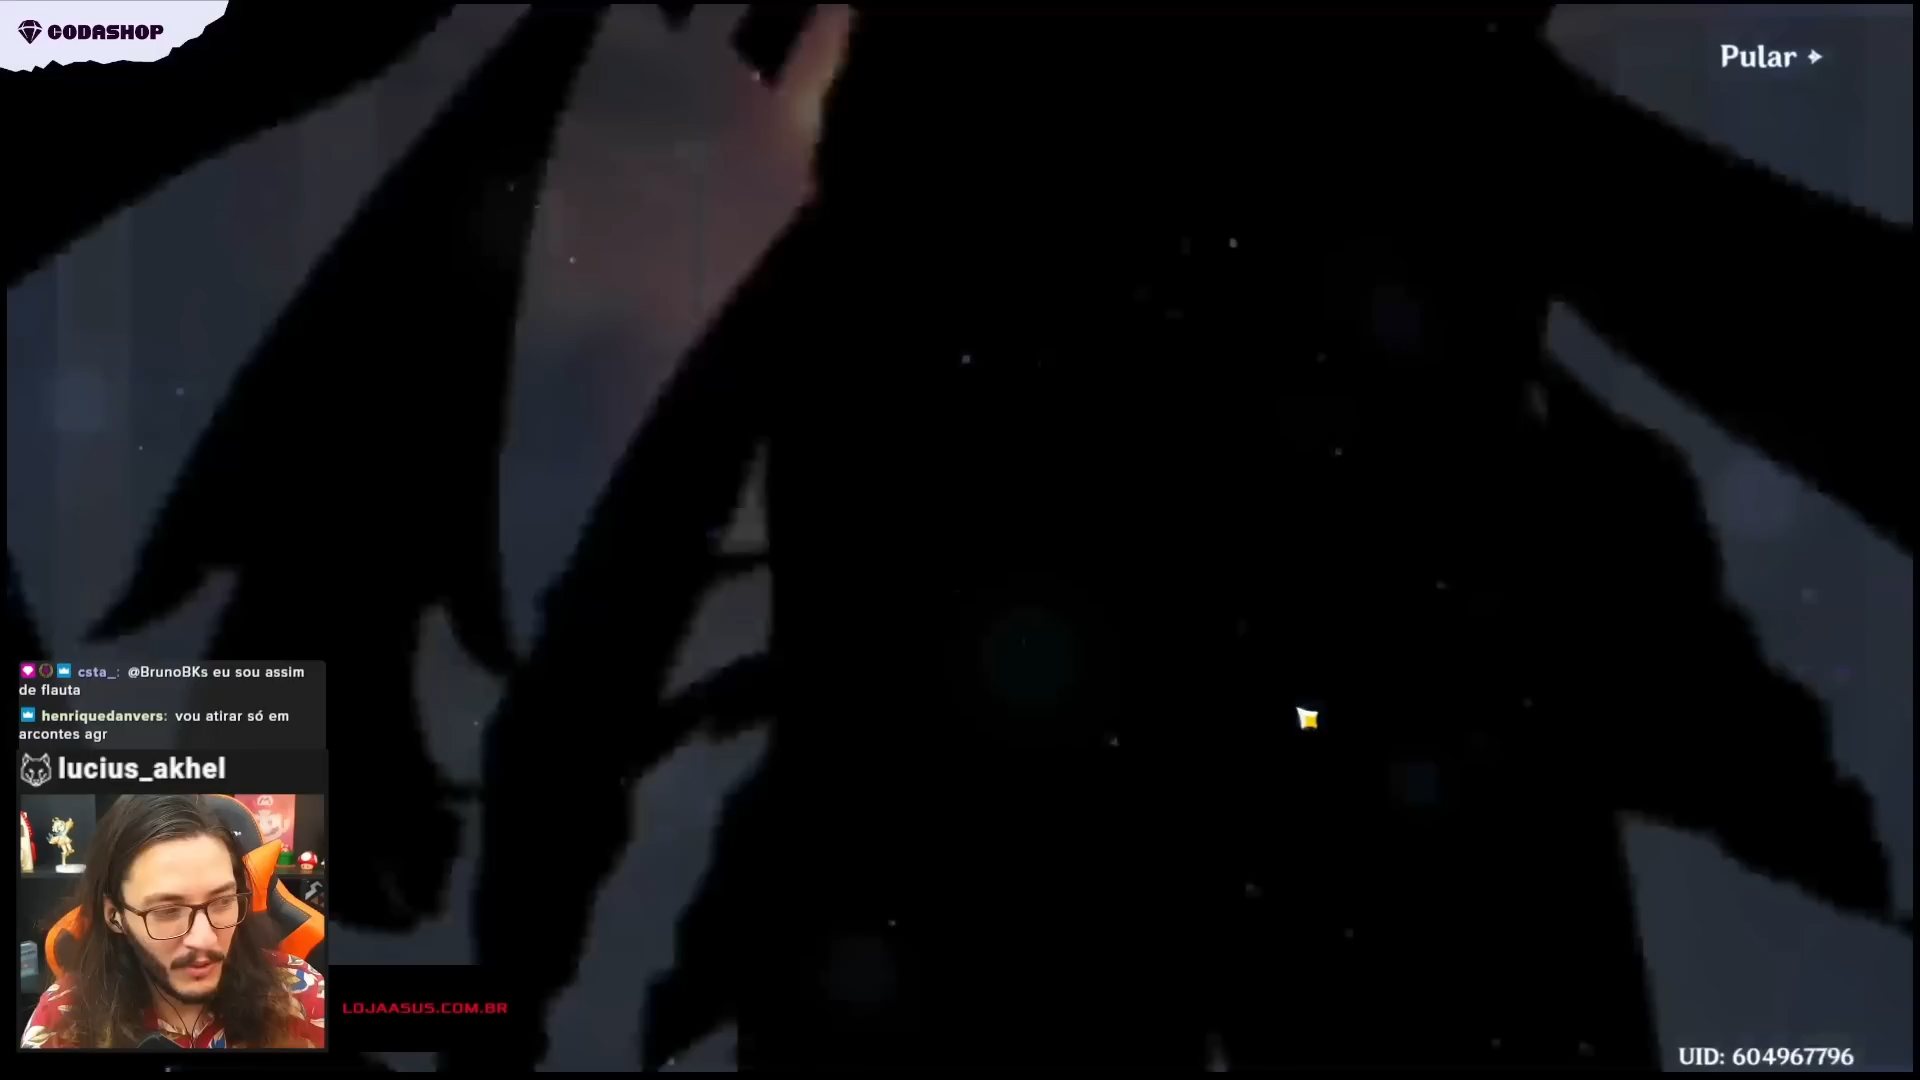 CODASHOP
Pular
csta_: @BrunoBKs eu sou assim
de flauta
henriquedanvers: vou atirar só em
arcontes agr
lucius_akhel
LOJAASUS.COM.BR
UID: 604967796